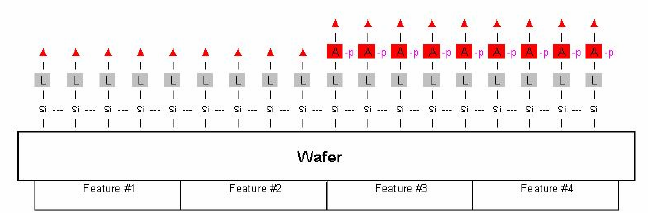 A-p A-p A-p A-p A-p A-p A-p A-p A-p
L L L L L L L L L L L L L L L L L L
Si Si Si Si Si Si Si Si Si Si Si Si Si Si Si Si Si Si
Wafer
Feature #1 Feature #2 Feature #3 Feature #4